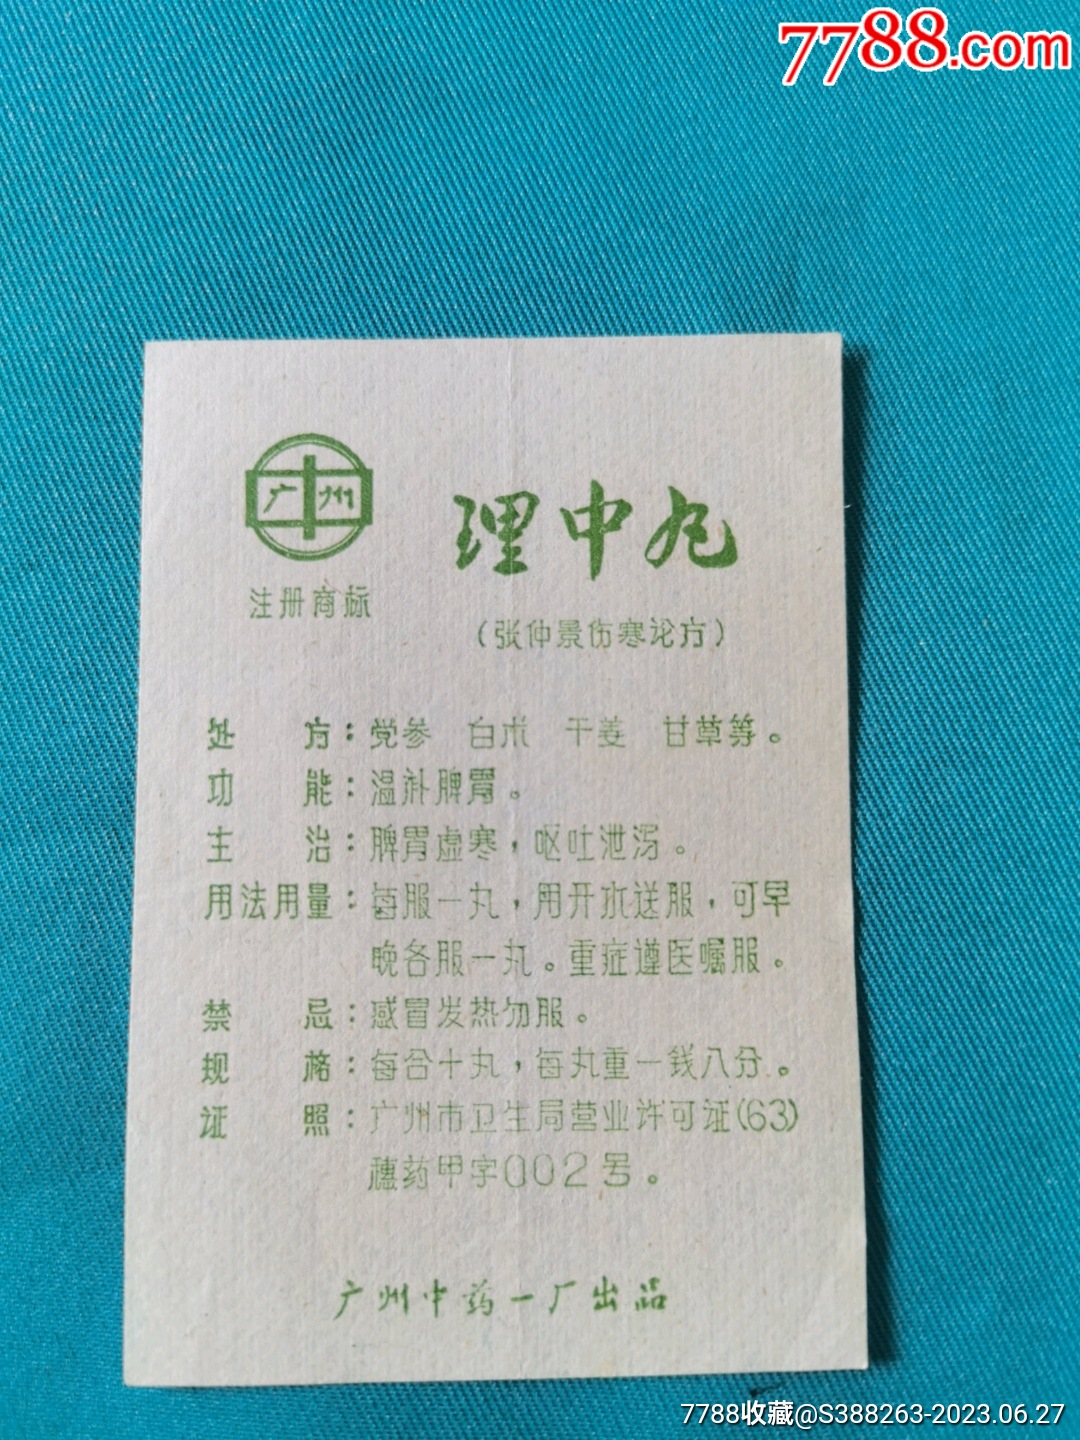 7788.com
广州
注册商标
理中丸
(张仲景伤寒论方)
处　方：党参 白术 干姜 甘草等。
功　能：温补脾胃。
主　治：脾胃虚寒，呕吐泄泻。
用法用量：每服一丸，用开水送服，可早
晚各服一丸。重症遵医嘱服。
禁　忌：感冒发热勿服。
规　格：每合十丸，每丸重一钱八分。
证　照：广州市卫生局营业许可证(63)
穗药甲字002号。
广州中药一厂出品
7788收藏@S388263-2023.06.27